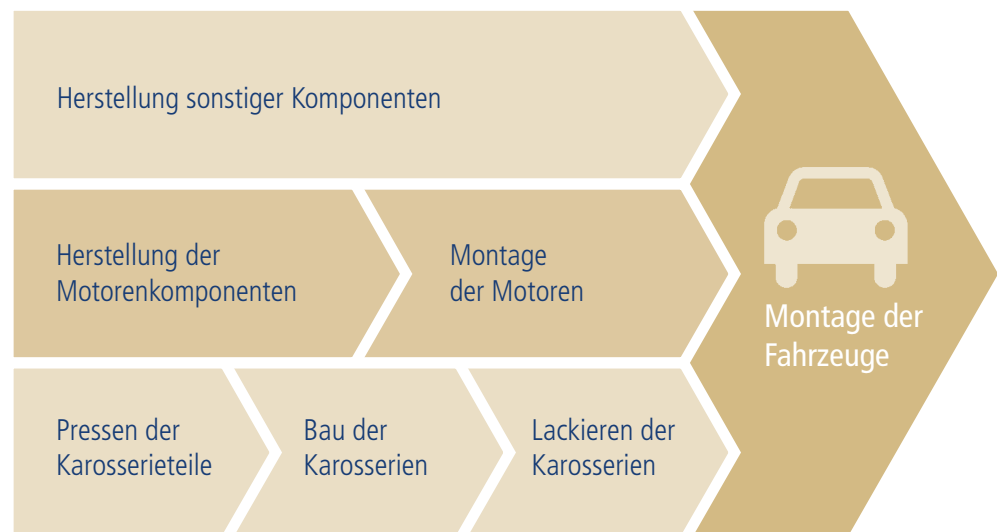 Herstellung sonstiger Komponenten
Herstellung der
Motorenkomponenten
Montage
der Motoren
Pressen der
Karosserieteile
Bau der
Karosserien
Lackieren der
Karosserien
Montage der
Fahrzeuge